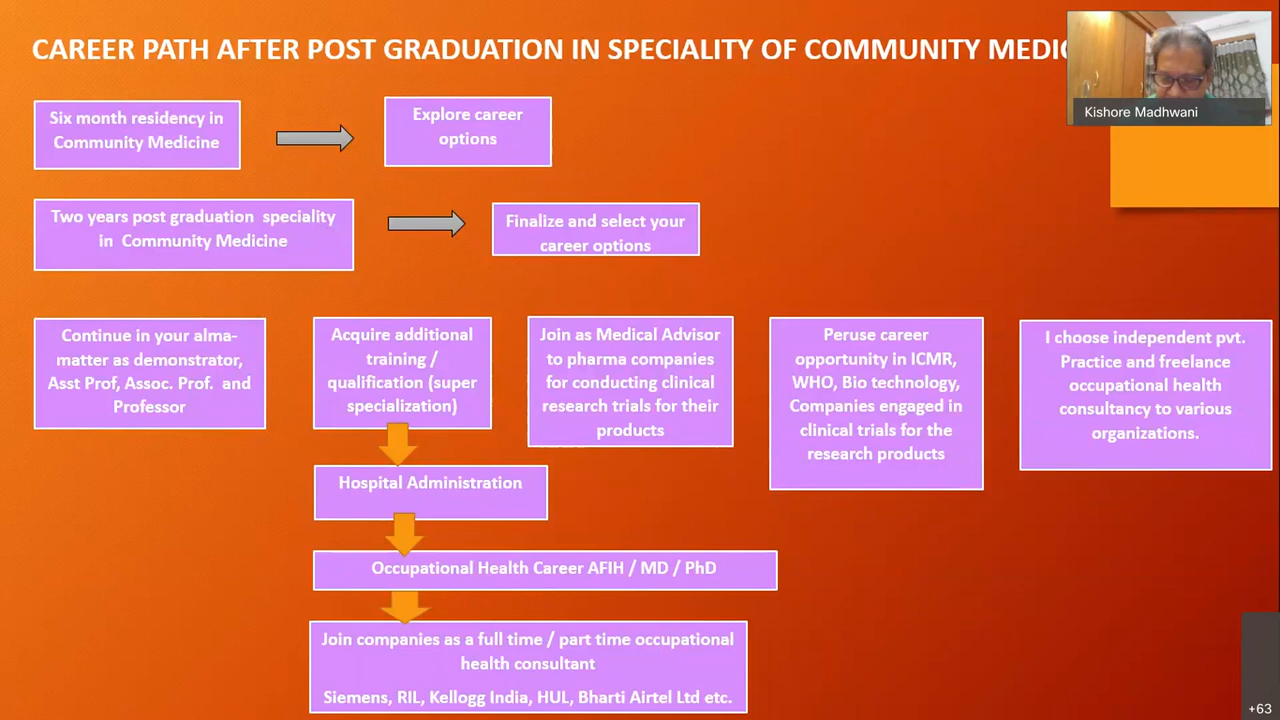 CAREER PATH AFTER POST GRADUATION IN SPECIALITY OF COMMUNITY
Kishore Madhwani
Six month residency in
Community Medicine
Explore career
options
Two years post graduation speciality
in Community Medicine
Finalize and select your
career options
Continue in your alma-
matter as demonstrator,
Asst Prof, Assoc. Prof. and
Professor
Acquire additional
training /
qualification (super
specialization)
Join as Medical Advisor
to pharma companies
for conducting clinical
research trials for their
products
Peruse career
opportunity in ICMR,
WHO, Bio technology,
Companies engaged in
clinical trials for the
research products
I choose independent pvt.
Practice and freelance
occupational health
consultancy to various
organizations.
Hospital Administration
Occupational Health Career AFIH / MD / PhD
Join companies as a full time / part time occupational
health consultant
Siemens, RIL, Kellogg India, HUL, Bharti Airtel Ltd etc.
+63